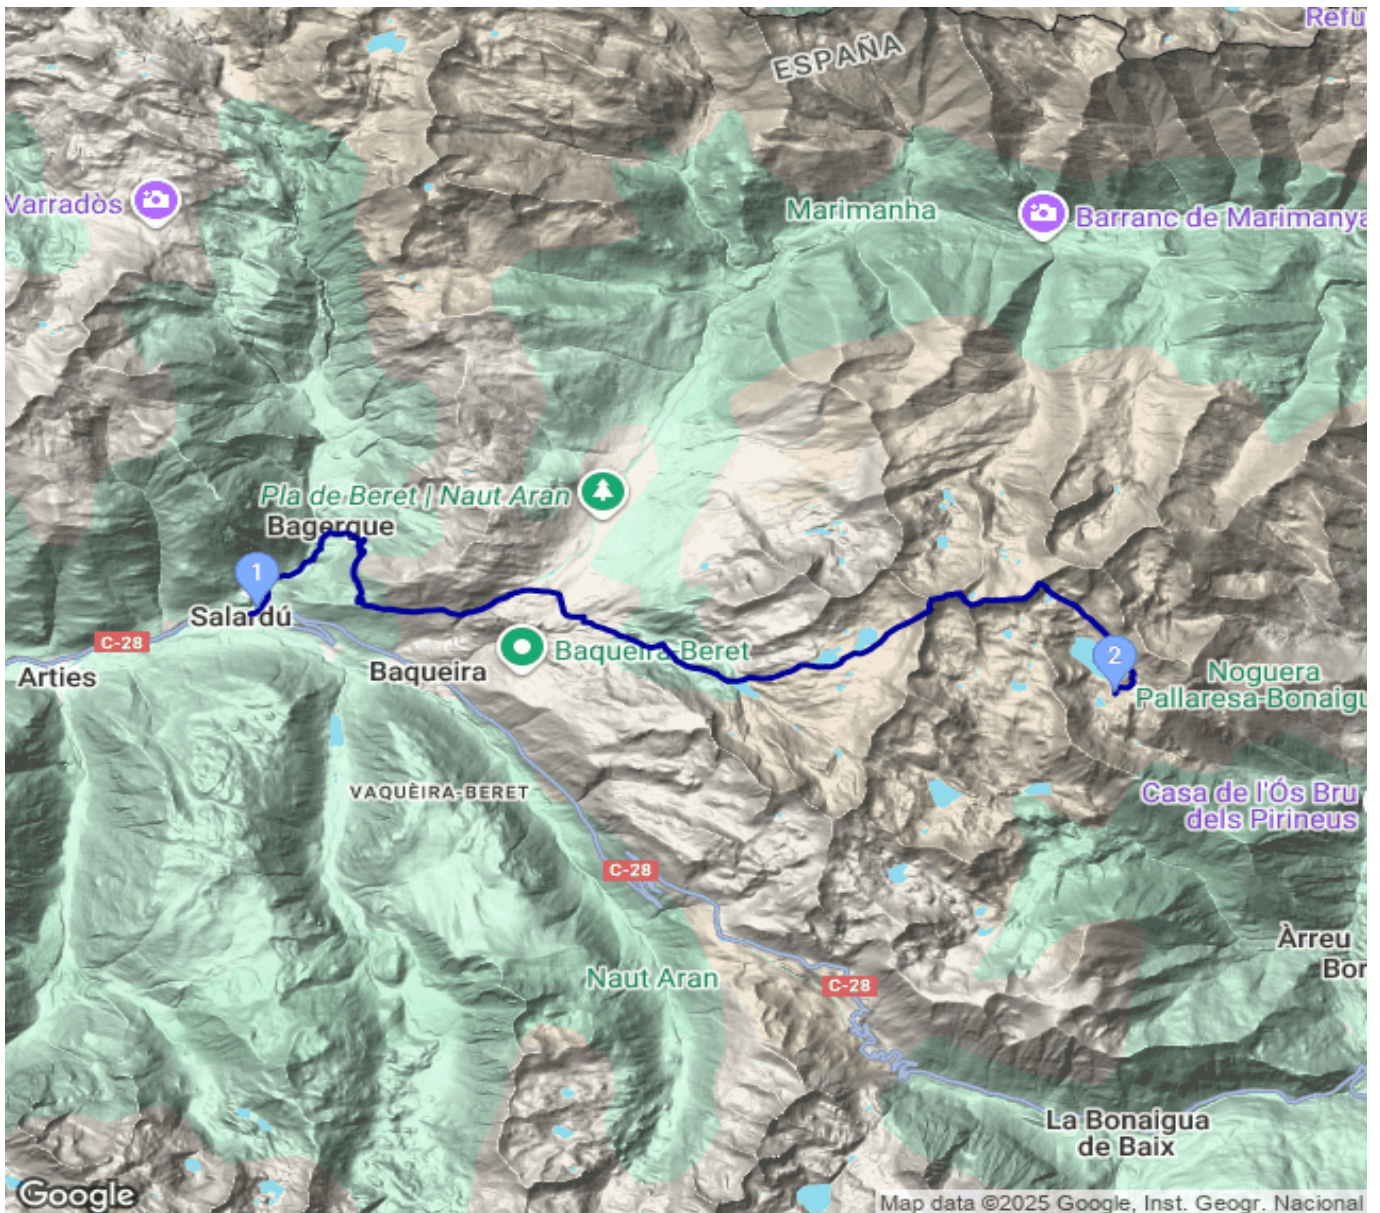 Refu
ESPAÑA
Varradòs
Marimanha
Barranc de Marimanya
Pla de Beret | Naut Aran
Bagergue
1
Salardú
C-28
Arties
Baqueira
Baqueira-Beret
2
Noguera
Pallaresa-Bonaigu
VAQUÈIRA-BERET
Casa de l'Ós Bru
dels Pirineus
C-28
Àrreu
Bor
Naut Aran
C-28
La Bonaigua
de Baix
Google
Map data ©2025 Google, Inst. Geogr. Nacional